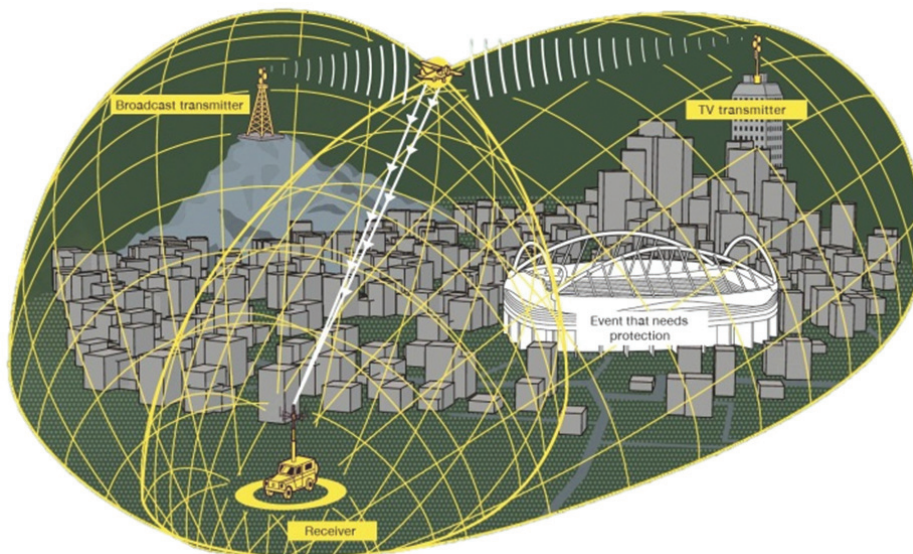 Broadcast transmitter
TV transmitter
Event that needs
protection
Receiver